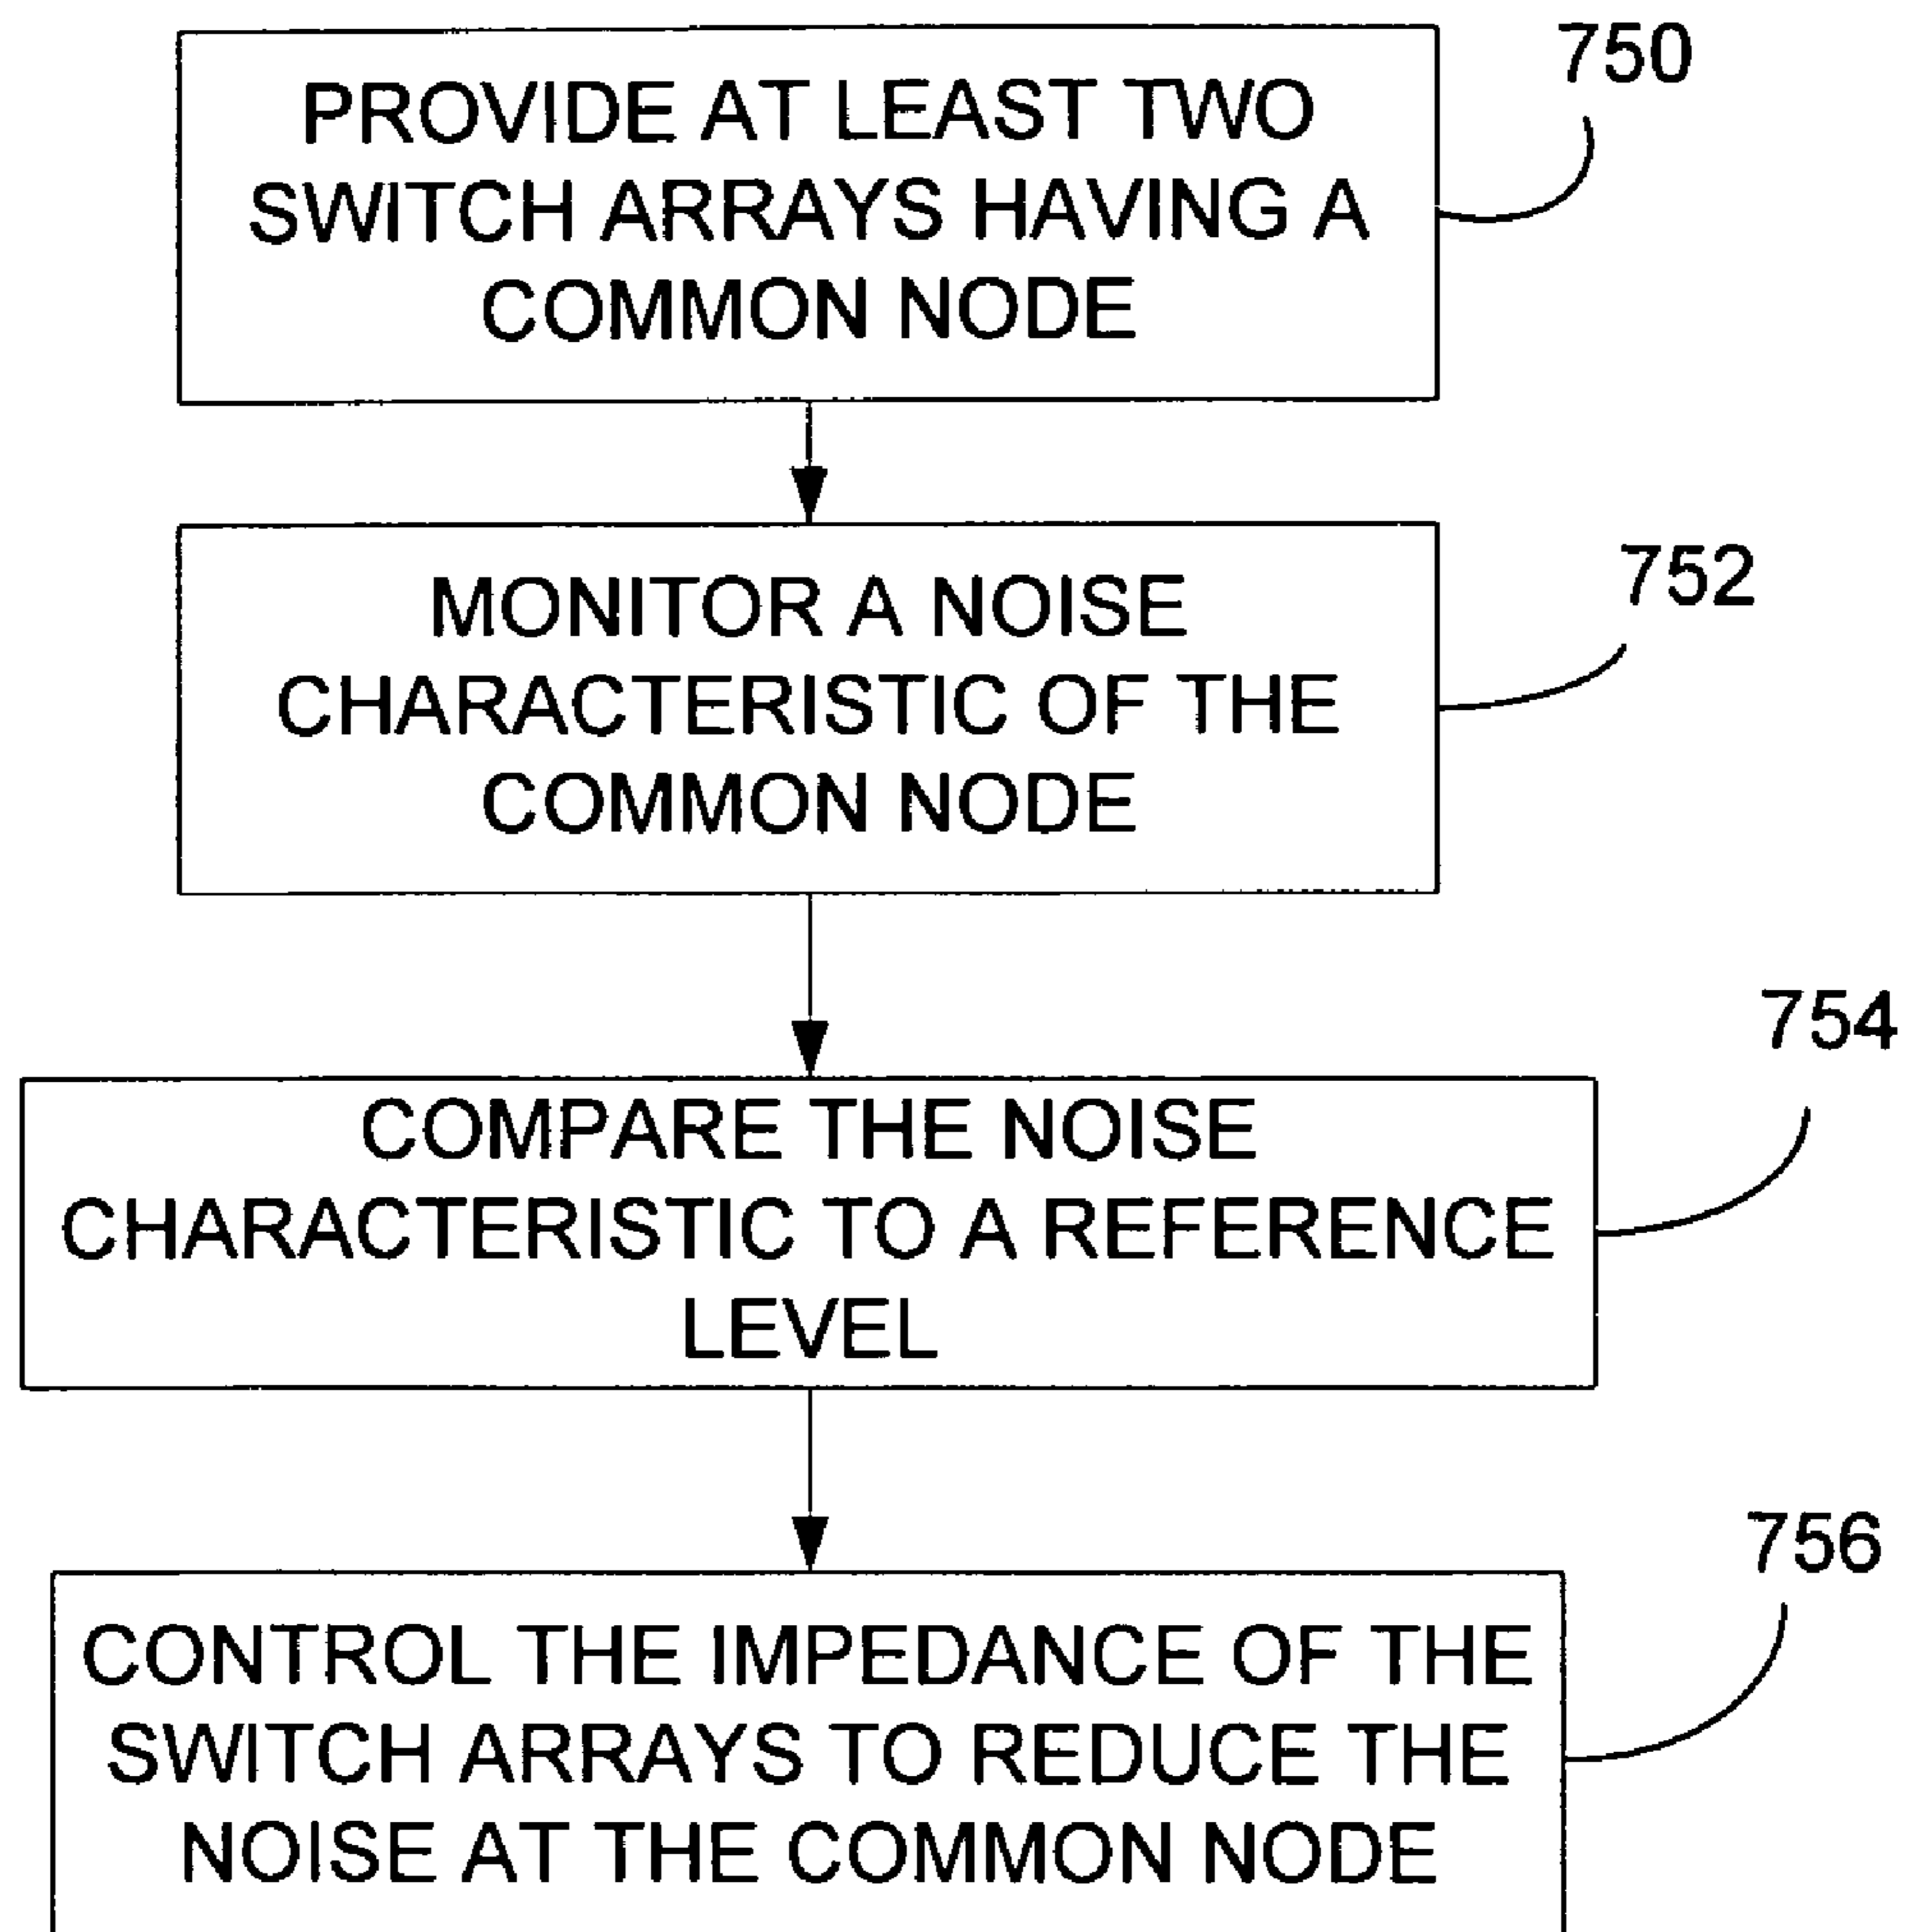 750
PROVIDE AT LEAST TWO
SWITCH ARRAYS HAVING A
COMMON NODE
752
MONITOR A NOISE
CHARACTERISTIC OF THE
COMMON NODE
754
COMPARE THE NOISE
CHARACTERISTIC TO A REFERENCE
LEVEL
756
CONTROL THE IMPEDANCE OF THE
SWITCH ARRAYS TO REDUCE THE
NOISE AT THE COMMON NODE